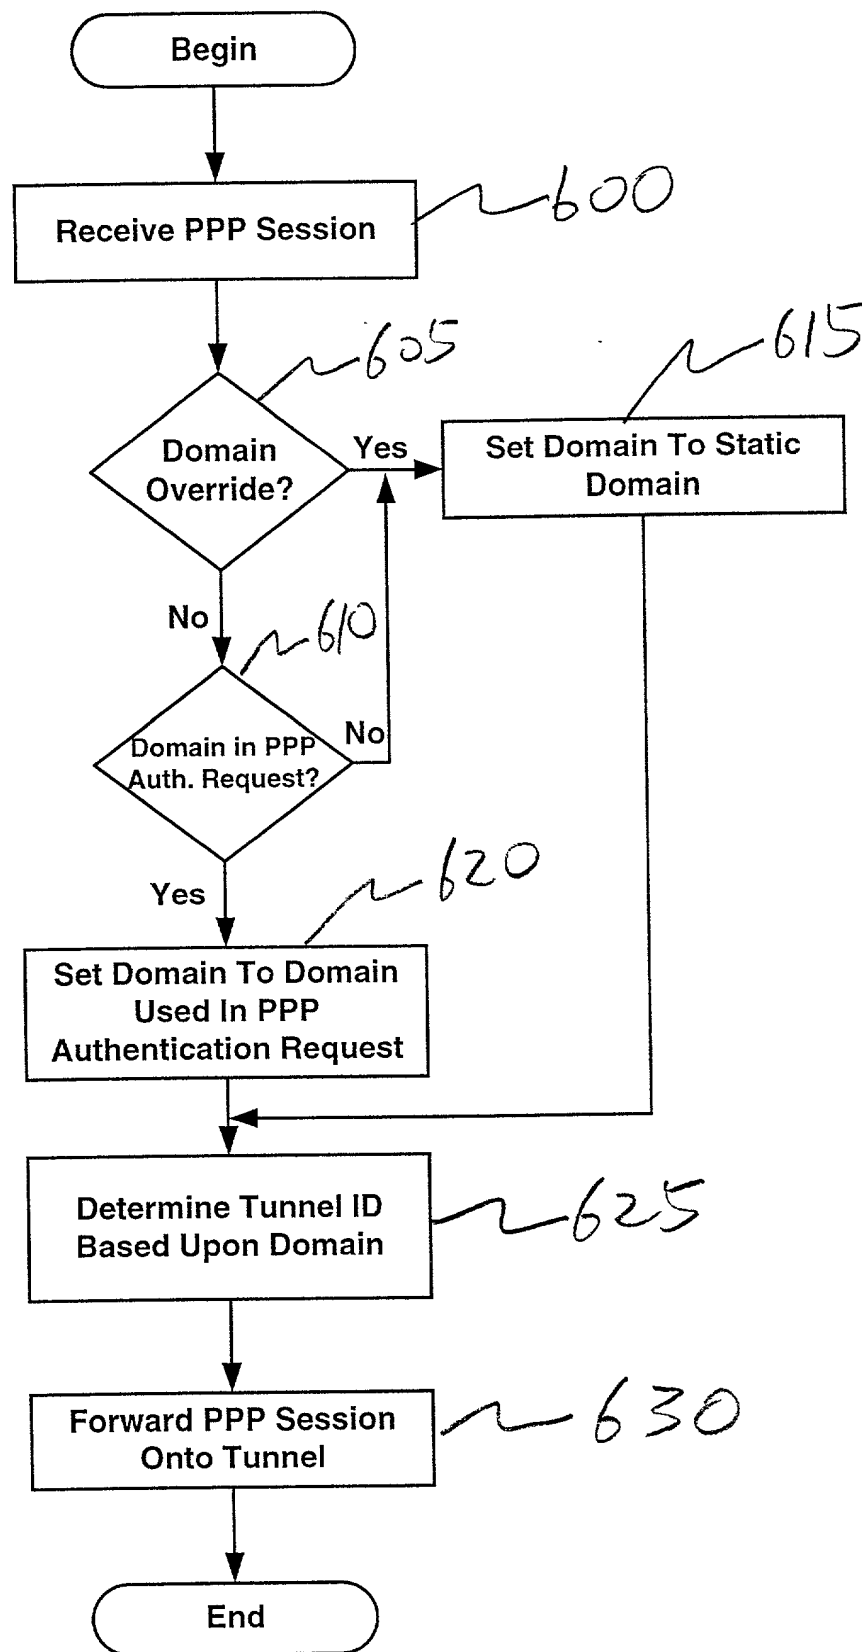 Begin
Receive PPP Session
600
605
615
Domain
Override?
Yes
Set Domain To Static
Domain
No
610
Domain in PPP
Auth. Request?
No
Yes
620
Set Domain To Domain
Used In PPP
Authentication Request
Determine Tunnel ID
Based Upon Domain
625
Forward PPP Session
Onto Tunnel
630
End